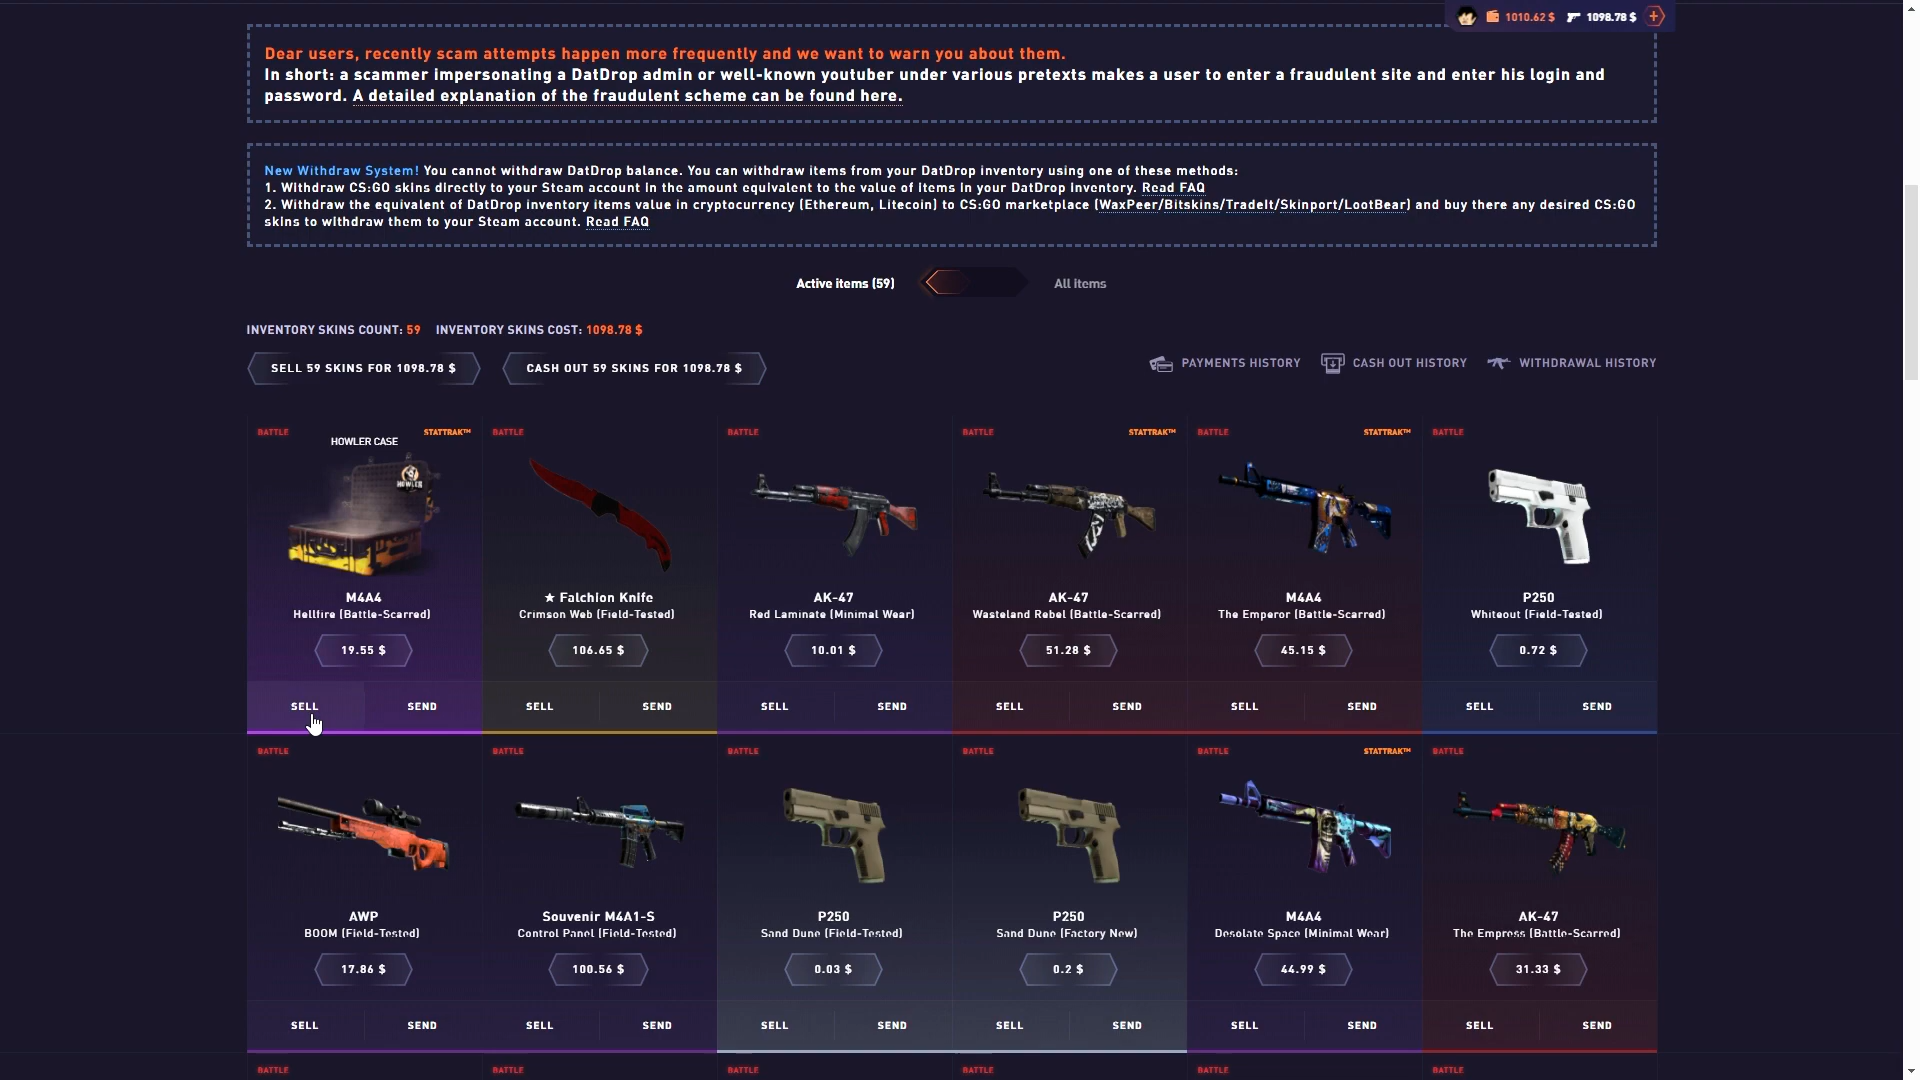 1010.62 $ 1098.78 $
Dear users, recently scam attempts happen more frequently and we want to warn you about them.
In short: a scammer impersonating a DatDrop admin or well-known youtuber under various pretexts makes a user to enter a fraudulent site and enter his login and
password. A detailed explanation of the fraudulent scheme can be found here.
New Withdraw System! You cannot withdraw DatDrop balance. You can withdraw items from your DatDrop inventory using one of these methods:
1. Withdraw CS:GO skins directly to your Steam account in the amount equivalent to the value of items in your DatDrop inventory. Read FAQ
2. Withdraw the equivalent of DatDrop inventory items value in cryptocurrency (Ethereum, Litecoin) to CS:GO marketplace (WaxPeer/Bitskins/TradeIt/Skinport/LootBear) and buy there any desired CS:GO
skins to withdraw them to your Steam account. Read FAQ
Active items (59) All items
INVENTORY SKINS COUNT: 59 INVENTORY SKINS COST: 1098.78 $
SELL 59 SKINS FOR 1098.78 $ CASH OUT 59 SKINS FOR 1098.78 $ PAYMENTS HISTORY CASH OUT HISTORY WITHDRAWAL HISTORY
BATTLE STATTRAK™ BATTLE BATTLE BATTLE STATTRAK™ BATTLE STATTRAK™ BATTLE
HOWLER CASE
HOWLER
M4A4 ★ Falchion Knife AK-47 AK-47 M4A4 P250
Hellfire (Battle-Scarred) Crimson Web (Field-Tested) Red Laminate (Minimal Wear) Wasteland Rebel (Battle-Scarred) The Emperor (Battle-Scarred) Whiteout (Field-Tested)
19.55 $ 106.65 $ 10.01 $ 51.28 $ 45.15 $ 0.72 $
SELL SEND SELL SEND SELL SEND SELL SEND SELL SEND SELL SEND
BATTLE BATTLE BATTLE BATTLE BATTLE STATTRAK™ BATTLE
AWP Souvenir M4A1-S P250 P250 M4A4 AK-47
BOOM (Field-Tested) Control Panel (Field-Tested) Sand Dune (Field-Tested) Sand Dune (Factory New) Desolate Space (Minimal Wear) The Empress (Battle-Scarred)
17.86 $ 100.56 $ 0.03 $ 0.2 $ 44.99 $ 31.33 $
SELL SEND SELL SEND SELL SEND SELL SEND SELL SEND SELL SEND
BATTLE BATTLE BATTLE BATTLE BATTLE BATTLE